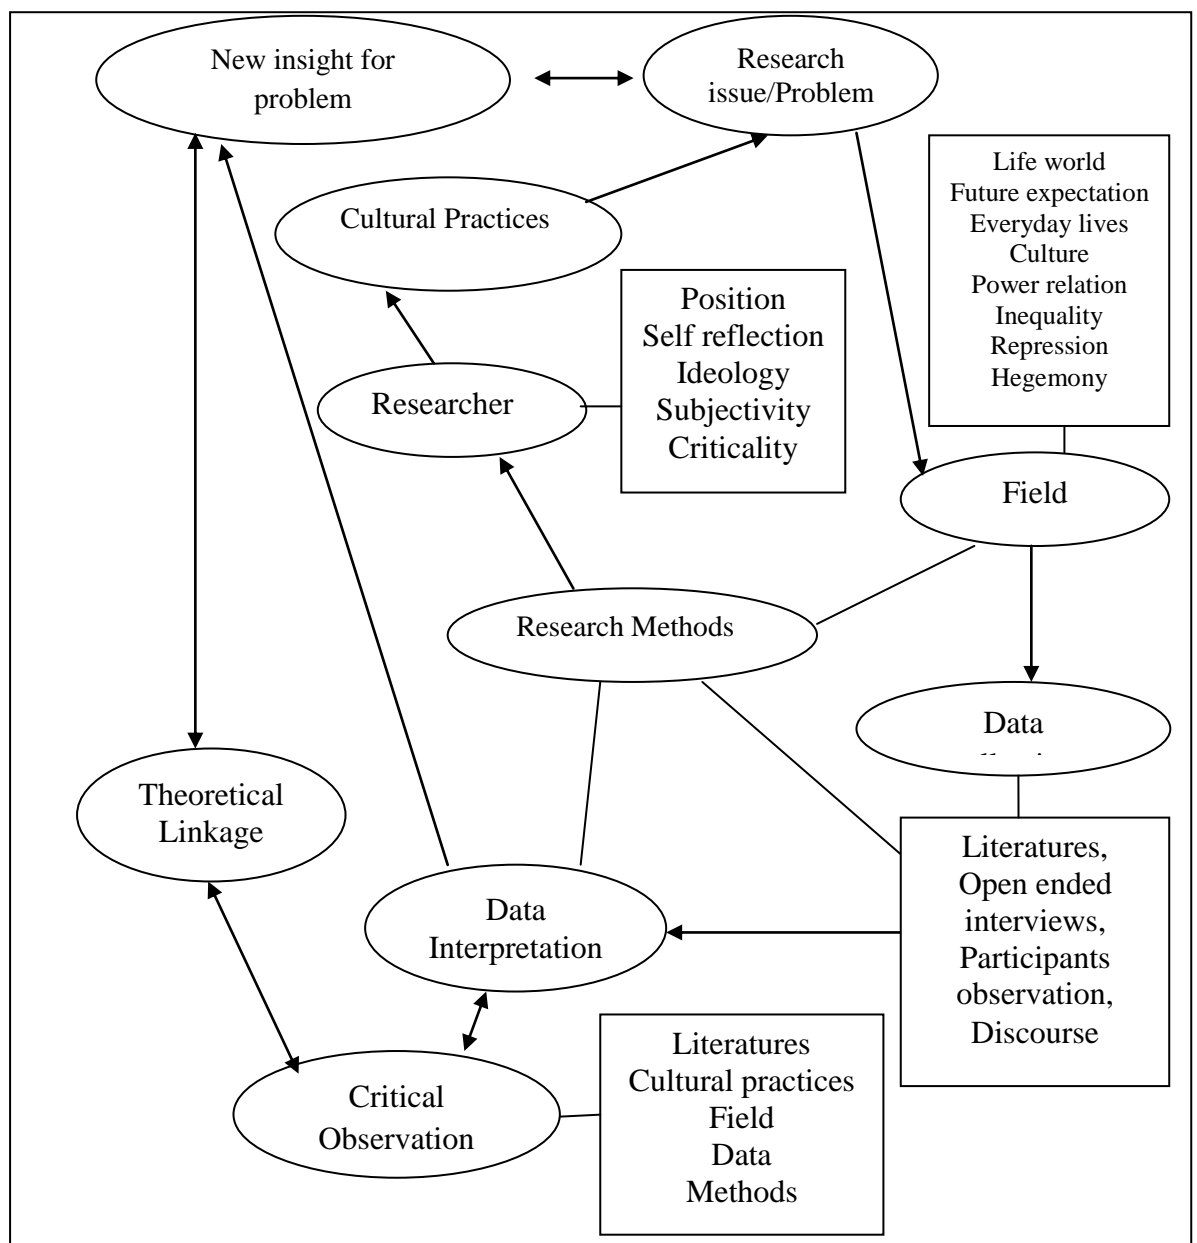 New insight for
problem
Research
issue/Problem
Life world
Future expectation
Everyday lives
Culture
Power relation
Inequality
Repression
Hegemony
Cultural Practices
Position
Self reflection
Ideology
Subjectivity
Criticality
Researcher
Field
Research Methods
Data
Theoretical
Linkage
Literatures,
Open ended
interviews,
Participants
observation,
Discourse
Data
Interpretation
Literatures
Cultural practices
Field
Data
Methods
Critical
Observation